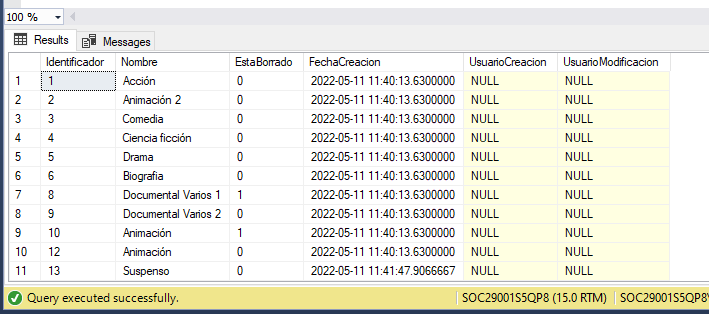 100 %
Results Messages
Identificador Nombre EstaBorrado FechaCreacion UsuarioCreacion UsuarioModificacion
1 1 Acción 0 2022-05-11 11:40:13.6300000 NULL NULL
2 2 Animación 2 0 2022-05-11 11:40:13.6300000 NULL NULL
3 3 Comedia 0 2022-05-11 11:40:13.6300000 NULL NULL
4 4 Ciencia ficción 0 2022-05-11 11:40:13.6300000 NULL NULL
5 5 Drama 0 2022-05-11 11:40:13.6300000 NULL NULL
6 6 Biografia 0 2022-05-11 11:40:13.6300000 NULL NULL
7 8 Documental Varios 1 1 2022-05-11 11:40:13.6300000 NULL NULL
8 9 Documental Varios 2 0 2022-05-11 11:40:13.6300000 NULL NULL
9 10 Animación 1 2022-05-11 11:40:13.6300000 NULL NULL
10 12 Animación 0 2022-05-11 11:40:13.6300000 NULL NULL
11 13 Suspenso 0 2022-05-11 11:41:47.9066667 NULL NULL
Query executed successfully. SOC29001S5QP8 (15.0 RTM) SOC29001S5QP8